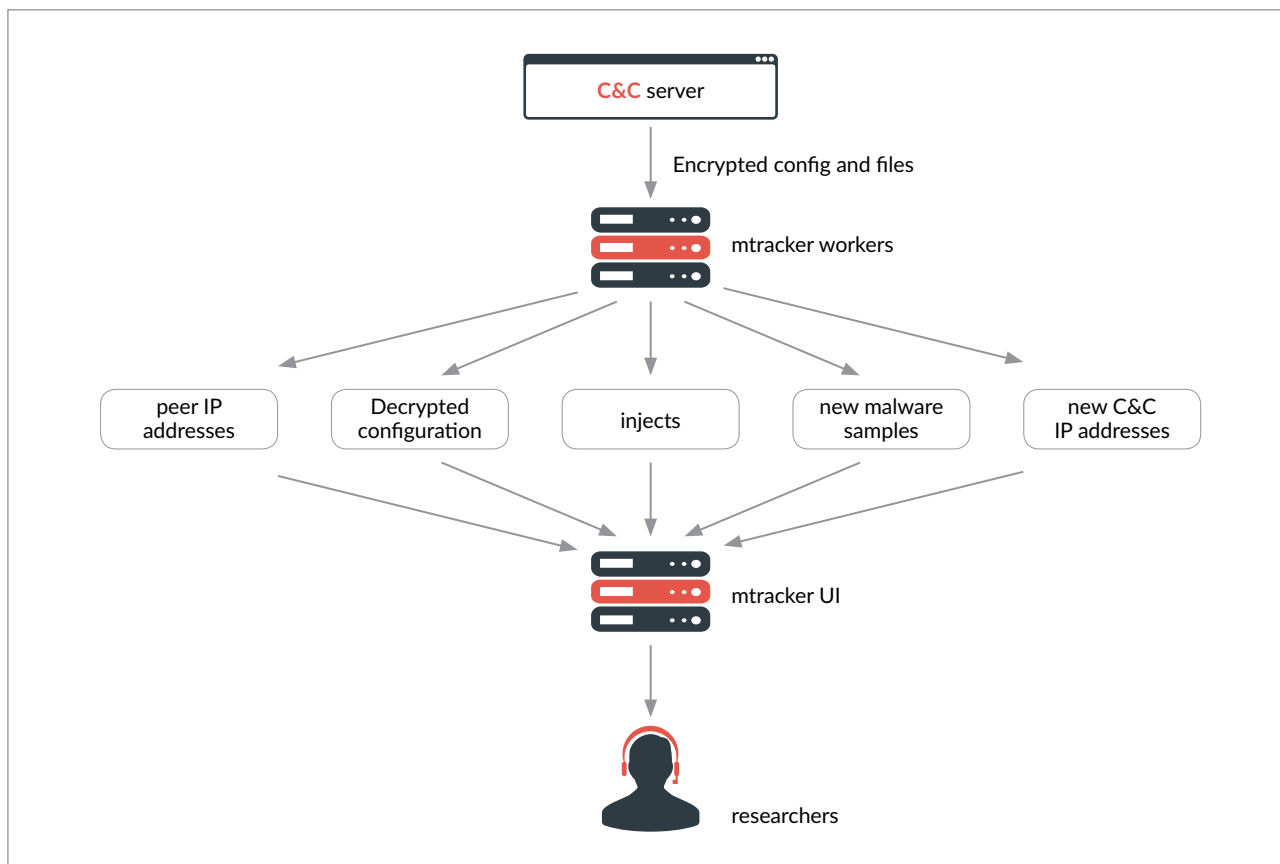 C&C server
Encrypted config and files
mtracker workers
peer IP
addresses
Decrypted
configuration
injects
new malware
samples
new C&C
IP addresses
mtracker UI
researchers